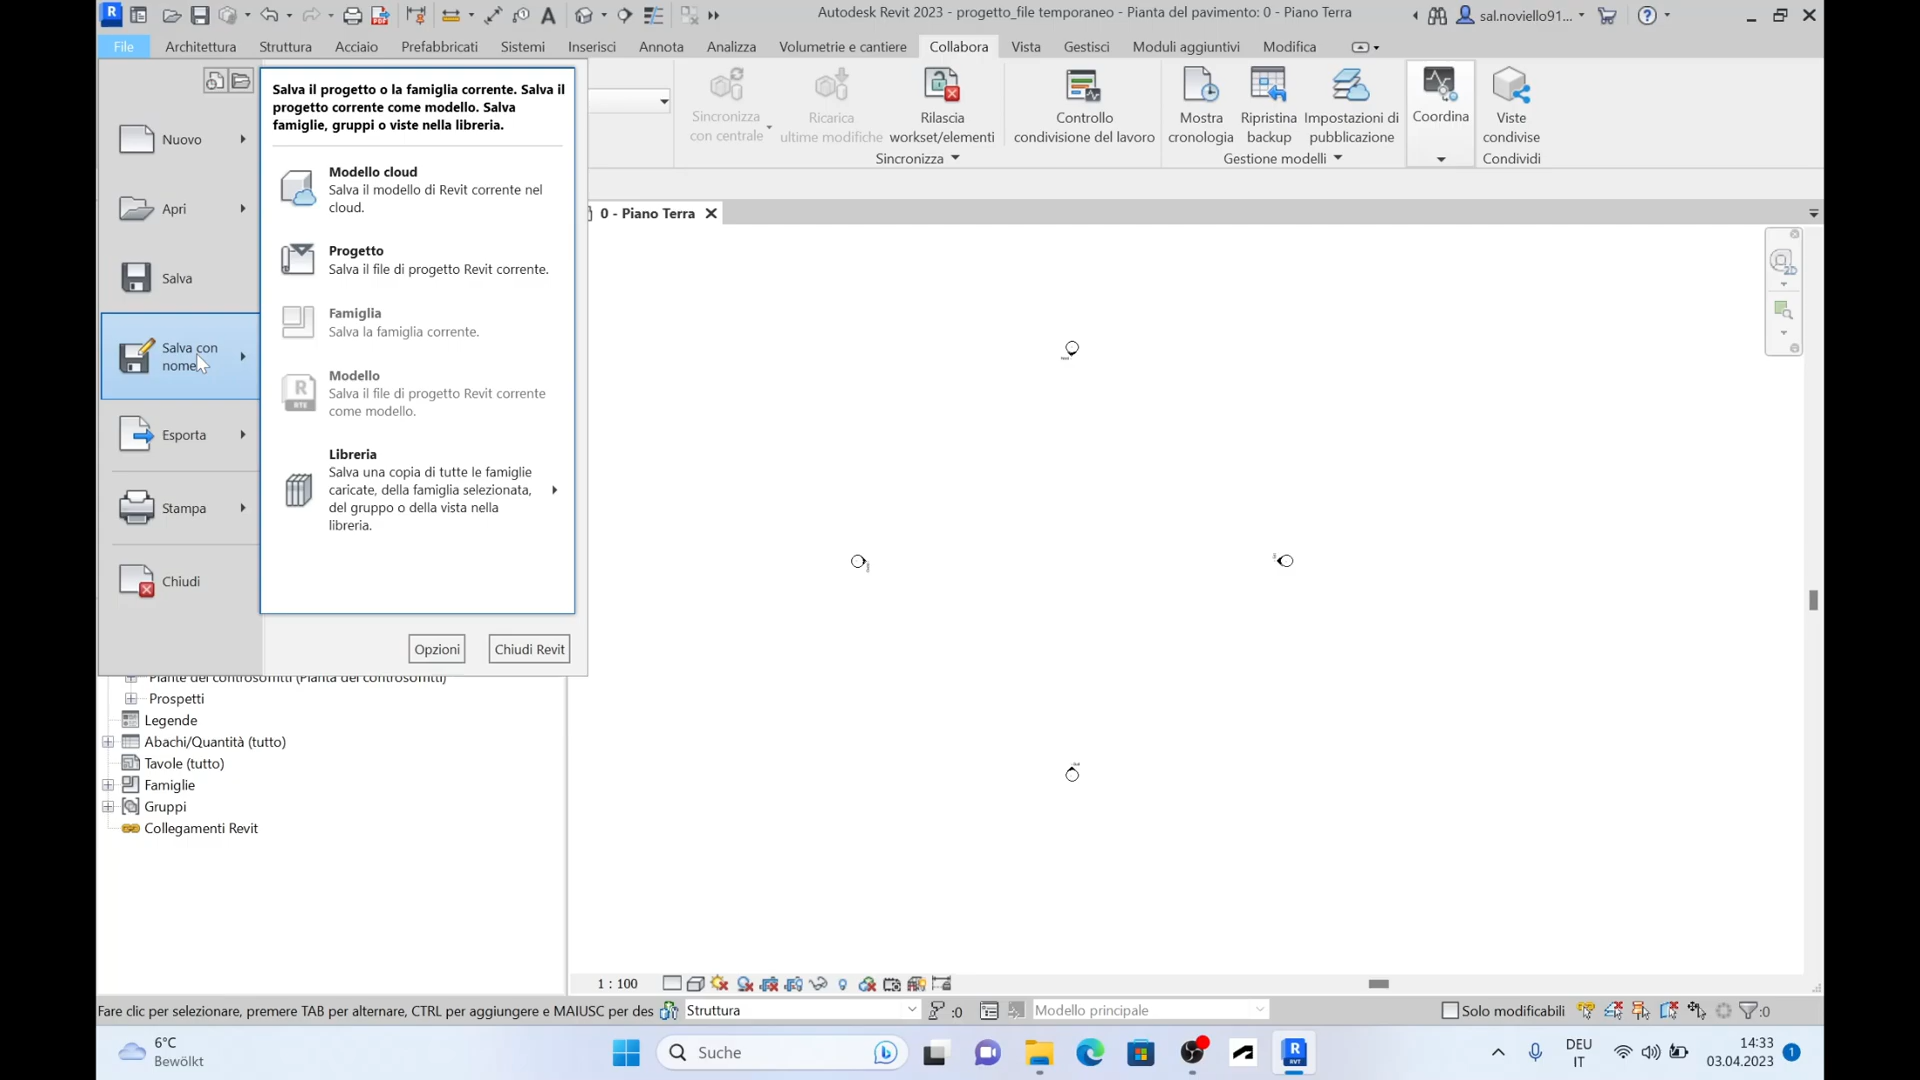 Autodesk Revit 2023 - progetto_file temporaneo - Pianta del pavimento: 0 - Piano Terra
sal.noviello91...
File Architettura Struttura Acciaio Prefabbricati Sistemi Inserisci Annota Analizza Volumetrie e cantiere Collabora Vista Gestisci Moduli aggiuntivi Modifica
Sincronizza
con centrale
Ricarica
ultime modifiche
Rilascia
workset/elementi
Controllo
condivisione del lavoro
Mostra
cronologia
Ripristina
backup
Impostazioni di
pubblicazione
Coordina
Viste
condivise
Sincronizza
Gestione modelli
Condividi
Nuovo
Apri
Salva
Salva con
nome
Esporta
Stampa
Chiudi
Salva il progetto o la famiglia corrente. Salva il
progetto corrente come modello. Salva
famiglie, gruppi o viste nella libreria.
Modello cloud
Salva il modello di Revit corrente nel
cloud.
Progetto
Salva il file di progetto Revit corrente.
Famiglia
Salva la famiglia corrente.
Modello
Salva il file di progetto Revit corrente
come modello.
Libreria
Salva una copia di tutte le famiglie
caricate, della famiglia selezionata,
del gruppo o della vista nella
libreria.
Opzioni
Chiudi Revit
0 - Piano Terra
2D
Piante dei controsoffitti (Pianta dei controsoffitti)
Prospetti
Legende
Abachi/Quantità (tutto)
Tavole (tutto)
Famiglie
Gruppi
Collegamenti Revit
1 : 100
Fare clic per selezionare, premere TAB per alternare, CTRL per aggiungere e MAIUSC per des
Struttura
:0
Modello principale
Solo modificabili
:0
6°C
Bewölkt
Suche
DEU
IT
14:33
03.04.2023
1